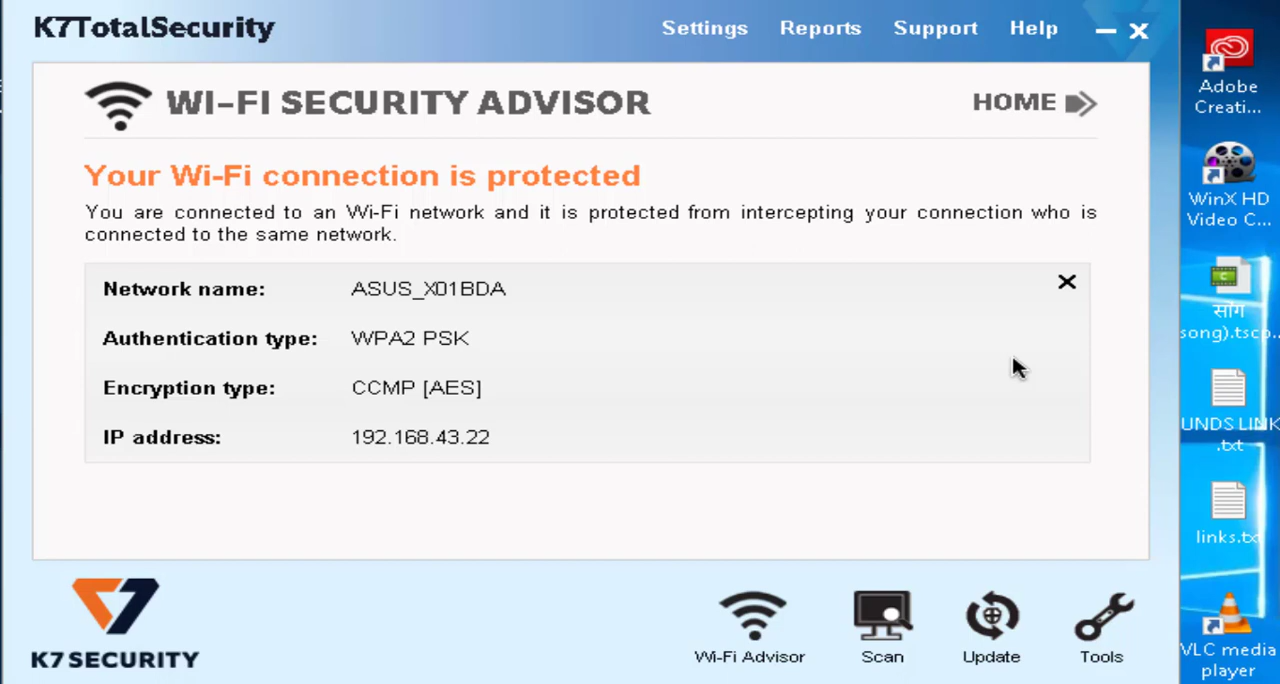 K7TotalSecurity
Settings Reports Support Help
WI-FI SECURITY ADVISOR
HOME
Your Wi-Fi connection is protected
You are connected to an Wi-Fi network and it is protected from intercepting your connection who is
connected to the same network.
Network name: ASUS_X01BDA
Authentication type: WPA2 PSK
Encryption type: CCMP [AES]
IP address: 192.168.43.22
K7 SECURITY
Wi-Fi Advisor Scan Update Tools
Adobe
Creati...
WinX HD
Video C...
सॉग
song).tscp...
UNDS LINK
.txt
links.txt
VLC media
player